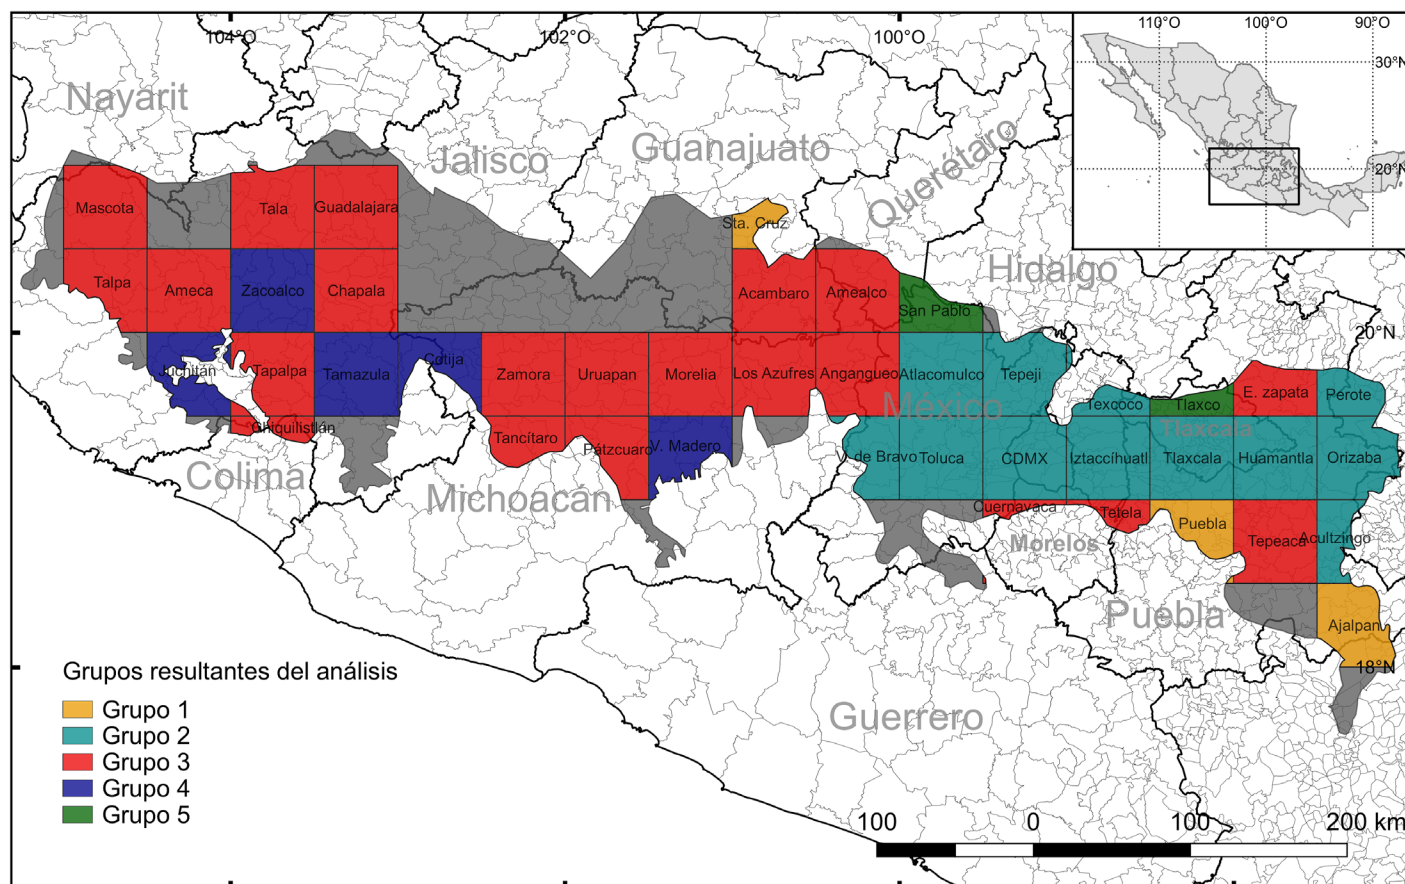 104°O
102°O
100°O
110°O
100°O
90°O
30°N
20°N
Nayarit
Jalisco
Guanajuato
Querétaro
Hidalgo
Mascota
Tala
Guadalajara
Sta. Cruz
Talpa
Ameca
Zacoalco
Chapala
Acambaro
Amealco
San Pablo
20°N
Juchitán
Tapalpa
Tamazula
Cotija
Zamora
Uruapan
Morelia
Los Azufres
Angangueo
Atlacomulco
Tepeji
Texcoco
Tlaxco
E. zapata
Perote
México
Tlaxcala
Chiquilistlán
Tancítaro
Pátzcuaro
V. Madero
V. de Bravo
Toluca
CDMX
Iztaccíhuatl
Tlaxcala
Huamantla
Orizaba
Colima
Michoacán
Cuernavaca
Tetela
Puebla
Tepeaca
Acultzingo
Morelos
Puebla
Ajalpan
18°N
Guerrero
Grupos resultantes del análisis
Grupo 1
Grupo 2
Grupo 3
Grupo 4
Grupo 5
100 0 100 200 km